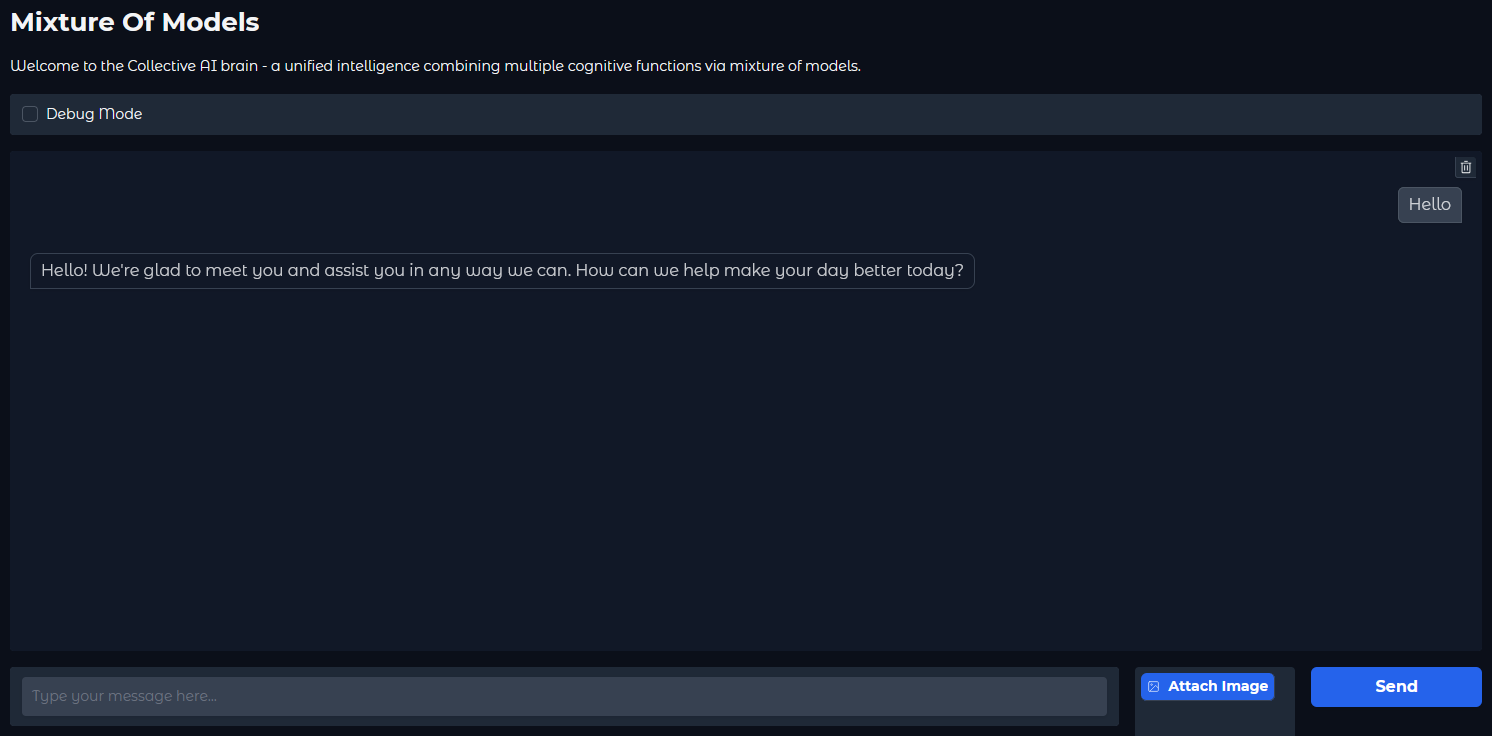 Mixture Of Models
Welcome to the Collective AI brain - a unified intelligence combining multiple cognitive functions via mixture of models.
Debug Mode
Hello
Hello! We're glad to meet you and assist you in any way we can. How can we help make your day better today?
Type your message here...
Attach Image
Send